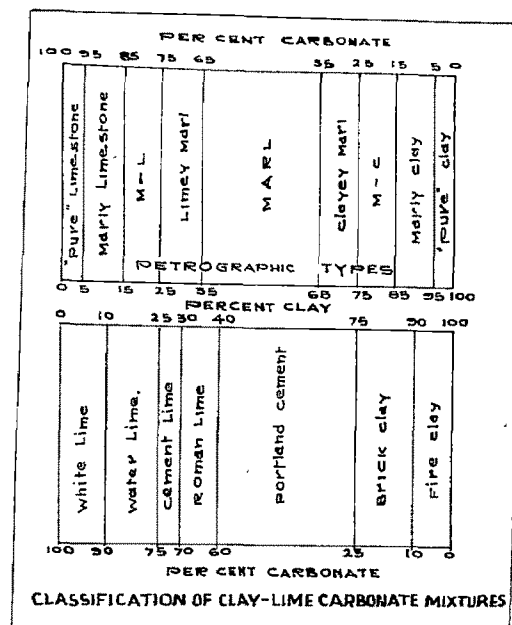 PER CENT CARBONATE
100 95 85 75 65 35 25 15 5 0
"Pure" Limestone
Marly Limestone
M-L
Limey Marl
MARL
Clayey Marl
M-C
Marly clay
"pure" clay
PETROGRAPHIC TYPES
0 5 15 25 35 65 75 85 95 100
PERCENT CLAY
0 10 25 30 40 75 90 100
White Lime
Water Lime.
Cement Lime
Roman Lime
Portland cement
Brick clay
Fire clay
100 90 75 70 60 25 10 0
PER CENT CARBONATE
CLASSIFICATION OF CLAY-LIME CARBONATE MIXTURES